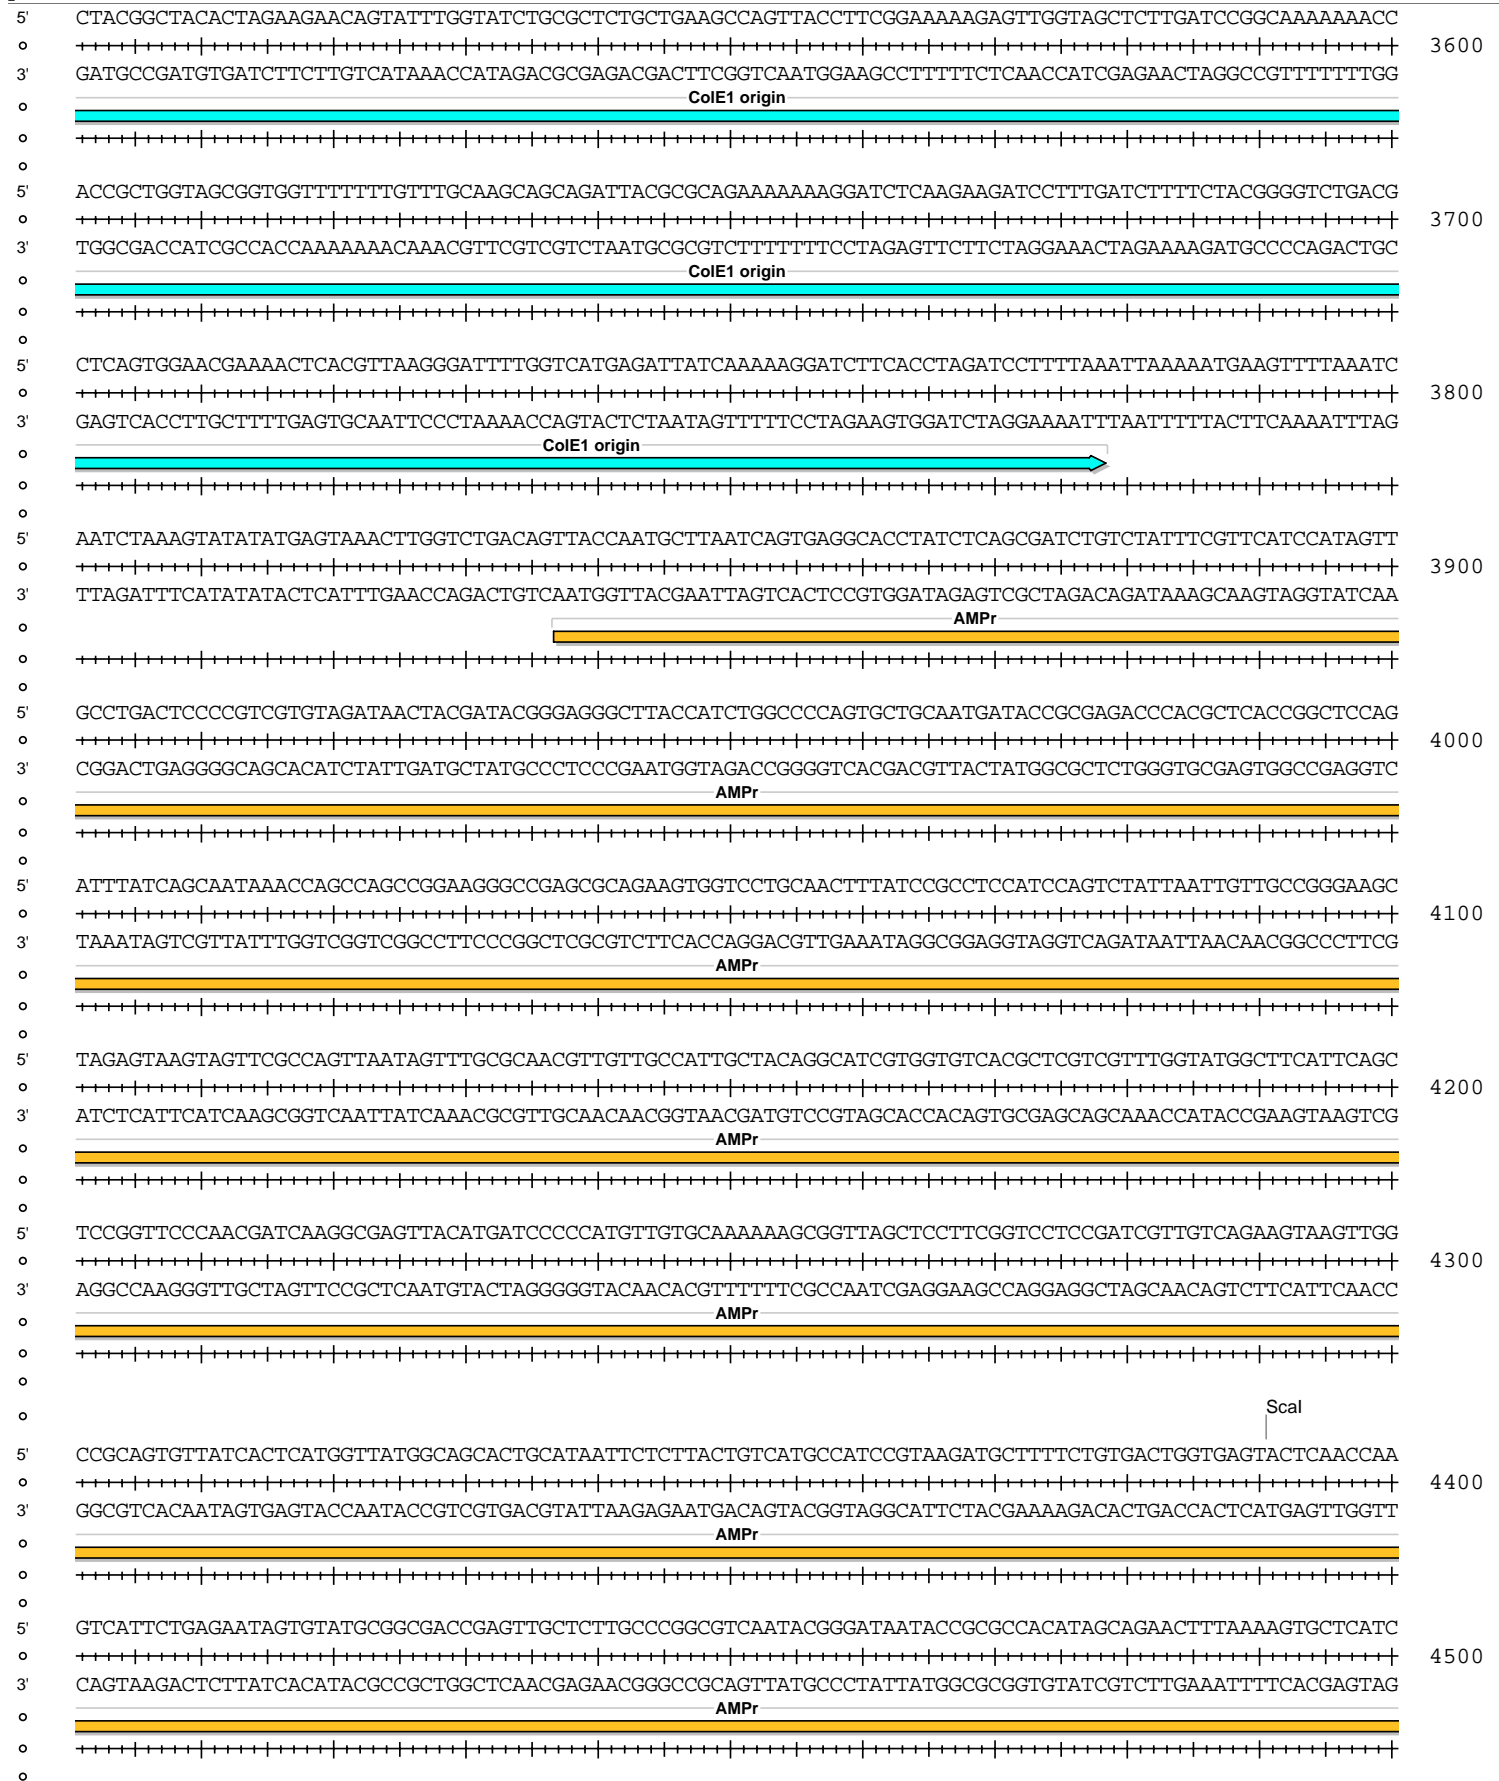 5' CTACGGCTACACTAGAAGAACAGTATTTGGTATCTGCGCTCTGCTGAAGCCAGTTACCTTCGGAAAAAGAGTTGGTAGCTCTTGATCCGGCAAAAAAACC
3600
3' GATGCCGATGTGATCTTCTTGTCATAAACCATAGACGCGAGACGACTTCGGTCAATGGAAGCCTTTTTCTCAACCATCGAGAACTAGGCCGTTTTTTTGG
ColE1 origin
5' ACCGCTGGTAGCGGTGGTTTTTTTGTTTGCAAGCAGCAGATTACGCGCAGAAAAAAAGGATCTCAAGAAGATCCTTTGATCTTTTCTACGGGGTCTGACG
3700
3' TGGCGACCATCGCCACCAAAAAAACAAACGTTCGTCGTCTAATGCGCGTCTTTTTTTCCTAGAGTTCTTCTAGGAAACTAGAAAAGATGCCCCAGACTGC
ColE1 origin
5' CTCAGTGGAACGAAAACTCACGTTAAGGGATTTTGGTCATGAGATTATCAAAAAGGATCTTCACCTAGATCCTTTTAAATTAAAAATGAAGTTTTAAATC
3800
3' GAGTCACCTTGCTTTTGAGTGCAATTCCCTAAAACCAGTACTCTAATAGTTTTTCCTAGAAGTGGATCTAGGAAAATTTAATTTTTACTTCAAAATTTAG
ColE1 origin
5' AATCTAAAGTATATATGAGTAAACTTGGTCTGACAGTTACCAATGCTTAATCAGTGAGGCACCTATCTCAGCGATCTGTCTATTTCGTTCATCCATAGTT
3900
3' TTAGATTTCATATATACTCATTTGAACCAGACTGTCAATGGTTACGAATTAGTCACTCCGTGGATAGAGTCGCTAGACAGATAAAGCAAGTAGGTATCAA
AMPr
5' GCCTGACTCCCCGTCGTGTAGATAACTACGATACGGGAGGGCTTACCATCTGGCCCCAGTGCTGCAATGATACCGCGAGACCCACGCTCACCGGCTCCAG
4000
3' CGGACTGAGGGGCAGCACATCTATTGATGCTATGCCCTCCCGAATGGTAGACCGGGGTCACGACGTTACTATGGCGCTCTGGGTGCGAGTGGCCGAGGTC
AMPr
5' ATTTATCAGCAATAAACCAGCCAGCCGGAAGGGCCGAGCGCAGAAGTGGTCCTGCAACTTTATCCGCCTCCATCCAGTCTATTAATTGTTGCCGGGAAGC
4100
3' TAAATAGTCGTTATTTGGTCGGTCGGCCTTCCCGGCTCGCGTCTTCACCAGGACGTTGAAATAGGCGGAGGTAGGTCAGATAATTAACAACGGCCCTTCG
AMPr
5' TAGAGTAAGTAGTTCGCCAGTTAATAGTTTGCGCAACGTTGTTGCCATTGCTACAGGCATCGTGGTGTCACGCTCGTCGTTTGGTATGGCTTCATTCAGC
4200
3' ATCTCATTCATCAAGCGGTCAATTATCAAACGCGTTGCAACAACGGTAACGATGTCCGTAGCACCACAGTGCGAGCAGCAAACCATACCGAAGTAAGTCG
AMPr
5' TCCGGTTCCCAACGATCAAGGCGAGTTACATGATCCCCCATGTTGTGCAAAAAAGCGGTTAGCTCCTTCGGTCCTCCGATCGTTGTCAGAAGTAAGTTGG
4300
3' AGGCCAAGGGTTGCTAGTTCCGCTCAATGTACTAGGGGGTACAACACGTTTTTTCGCCAATCGAGGAAGCCAGGAGGCTAGCAACAGTCTTCATTCAACC
AMPr
ScaI
5' CCGCAGTGTTATCACTCATGGTTATGGCAGCACTGCATAATTCTCTTACTGTCATGCCATCCGTAAGATGCTTTTCTGTGACTGGTGAGTACTCAACCAA
4400
3' GGCGTCACAATAGTGAGTACCAATACCGTCGTGACGTATTAAGAGAATGACAGTACGGTAGGCATTCTACGAAAAGACACTGACCACTCATGAGTTGGTT
AMPr
5' GTCATTCTGAGAATAGTGTATGCGGCGACCGAGTTGCTCTTGCCCGGCGTCAATACGGGATAATACCGCGCCACATAGCAGAACTTTAAAAGTGCTCATC
4500
3' CAGTAAGACTCTTATCACATACGCCGCTGGCTCAACGAGAACGGGCCGCAGTTATGCCCTATTATGGCGCGGTGTATCGTCTTGAAATTTTCACGAGTAG
AMPr